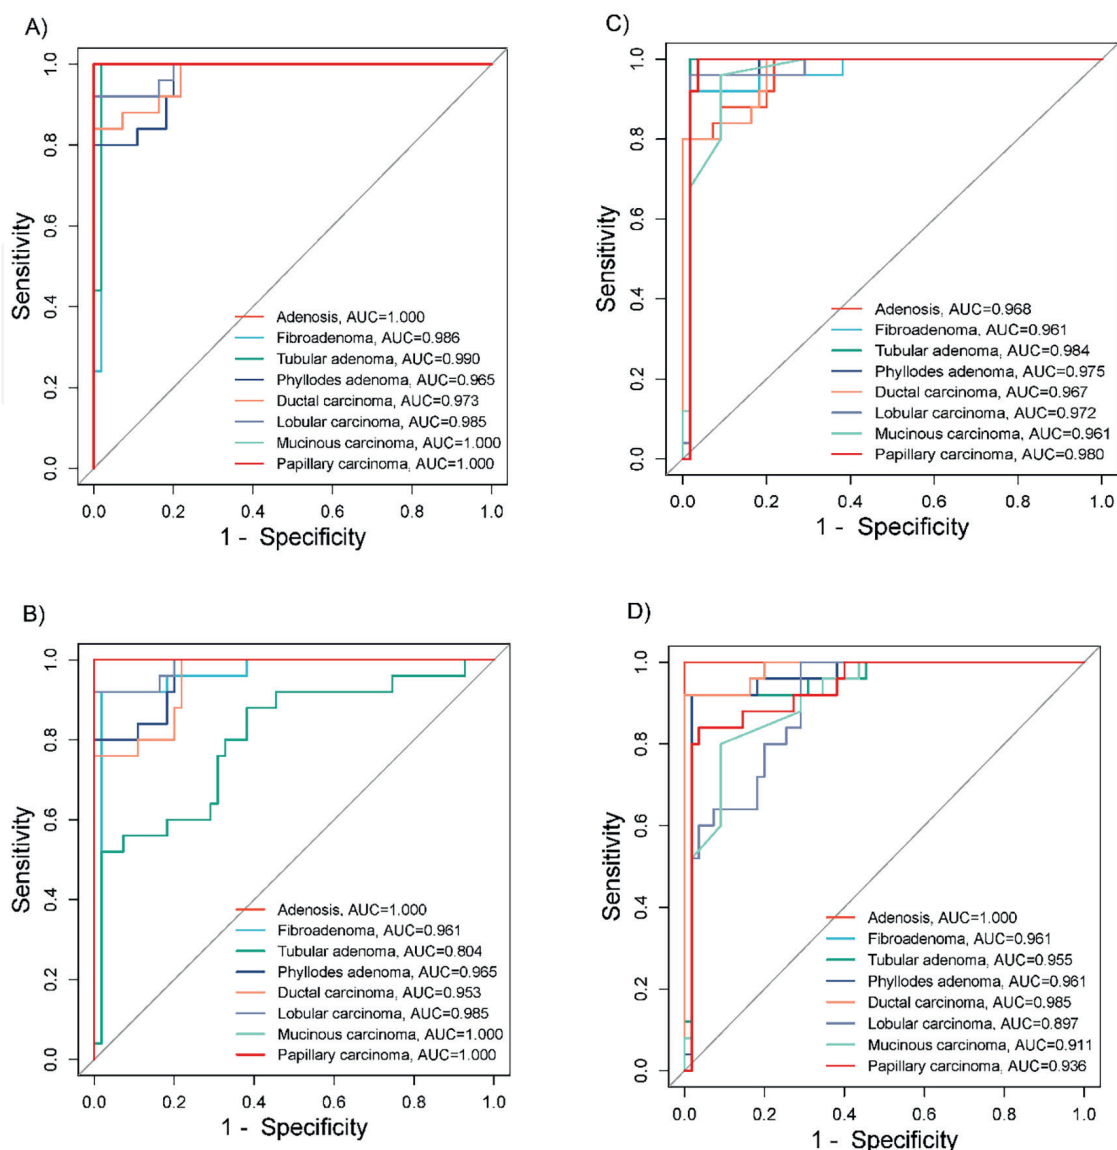 A)
Sensitivity
1.0
0.8
0.6
0.4
0.2
0.0
Adenosis, AUC=1.000
Fibroadenoma, AUC=0.986
Tubular adenoma, AUC=0.990
Phyllodes adenoma, AUC=0.965
Ductal carcinoma, AUC=0.973
Lobular carcinoma, AUC=0.985
Mucinous carcinoma, AUC=1.000
Papillary carcinoma, AUC=1.000
0.0 0.2 0.4 0.6 0.8 1.0
1 - Specificity
C)
Sensitivity
1.0
0.8
0.6
0.4
0.2
0.0
Adenosis, AUC=0.968
Fibroadenoma, AUC=0.961
Tubular adenoma, AUC=0.984
Phyllodes adenoma, AUC=0.975
Ductal carcinoma, AUC=0.967
Lobular carcinoma, AUC=0.972
Mucinous carcinoma, AUC=0.961
Papillary carcinoma, AUC=0.980
0.0 0.2 0.4 0.6 0.8 1.0
1 - Specificity
B)
Sensitivity
1.0
0.8
0.6
0.4
0.2
0.0
Adenosis, AUC=1.000
Fibroadenoma, AUC=0.961
Tubular adenoma, AUC=0.804
Phyllodes adenoma, AUC=0.965
Ductal carcinoma, AUC=0.953
Lobular carcinoma, AUC=0.985
Mucinous carcinoma, AUC=1.000
Papillary carcinoma, AUC=1.000
0.0 0.2 0.4 0.6 0.8 1.0
1 - Specificity
D)
Sensitivity
1.0
0.8
0.6
0.4
0.2
0.0
Adenosis, AUC=1.000
Fibroadenoma, AUC=0.961
Tubular adenoma, AUC=0.955
Phyllodes adenoma, AUC=0.961
Ductal carcinoma, AUC=0.985
Lobular carcinoma, AUC=0.897
Mucinous carcinoma, AUC=0.911
Papillary carcinoma, AUC=0.936
0.0 0.2 0.4 0.6 0.8 1.0
1 - Specificity